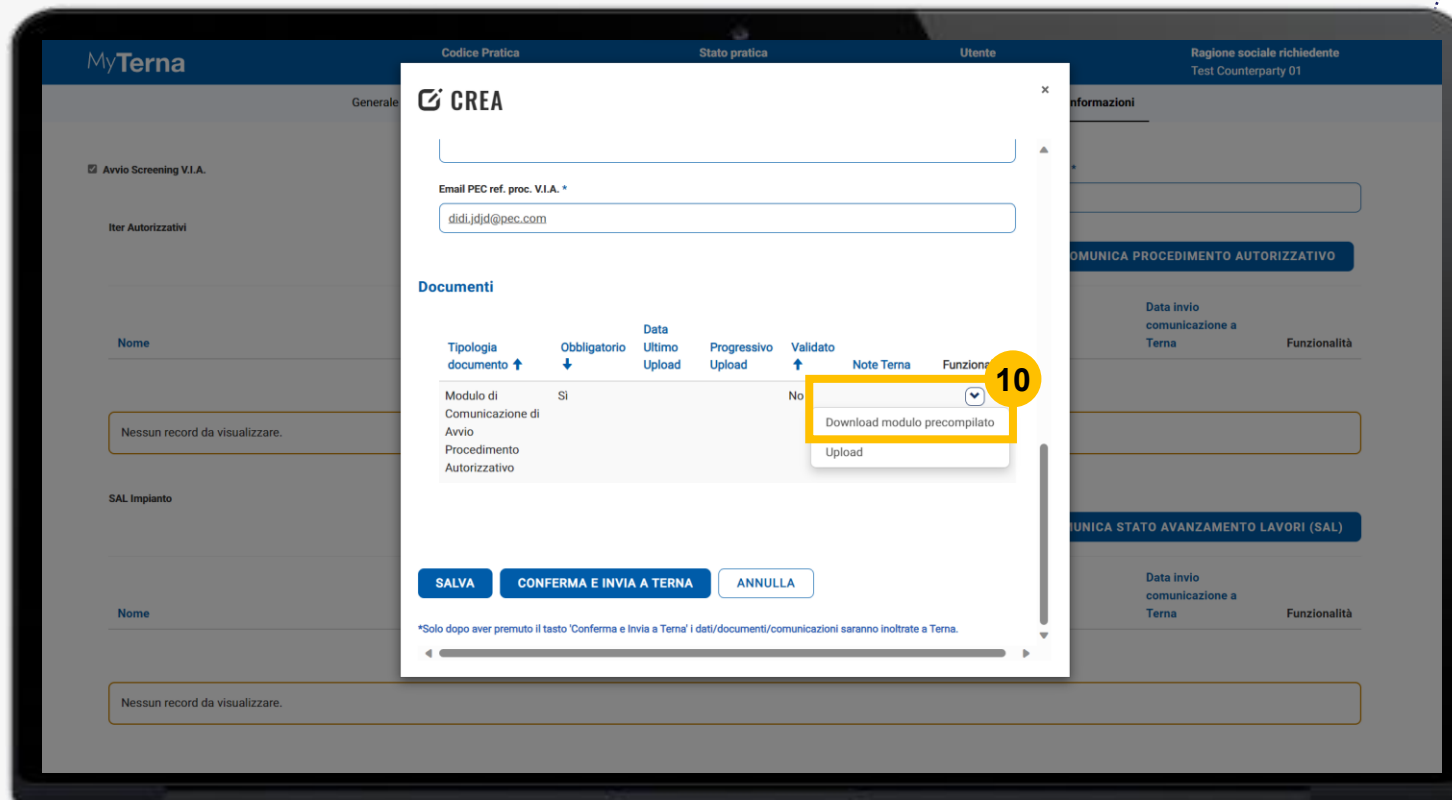 MyTerna
Codice Pratica
Stato pratica
Utente
Ragione sociale richiedente
Test Counterparty 01
Generale
nformazioni
CREA
×
Avvio Screening V.I.A.
*
Email PEC ref. proc. V.I.A. *
didi.jdjd@pec.com
Iter Autorizzativi
OMUNICA PROCEDIMENTO AUTORIZZATIVO
Documenti
Nome
Data invio
comunicazione a
Terna
Funzionalità
Tipologia
documento
Obbligatorio
Data
Ultimo
Upload
Progressivo
Upload
Validato
Note Terna
Funziona
10
Modulo di
Comunicazione di
Avvio
Procedimento
Autorizzativo
Sì
No
Download modulo precompilato
Upload
Nessun record da visualizzare.
SAL Impianto
UNICA STATO AVANZAMENTO LAVORI (SAL)
SALVA
CONFERMA E INVIA A TERNA
ANNULLA
Nome
Data invio
comunicazione a
Terna
Funzionalità
*Solo dopo aver premuto il tasto 'Conferma e Invia a Terna' i dati/documenti/comunicazioni saranno inoltrate a Terna.
Nessun record da visualizzare.